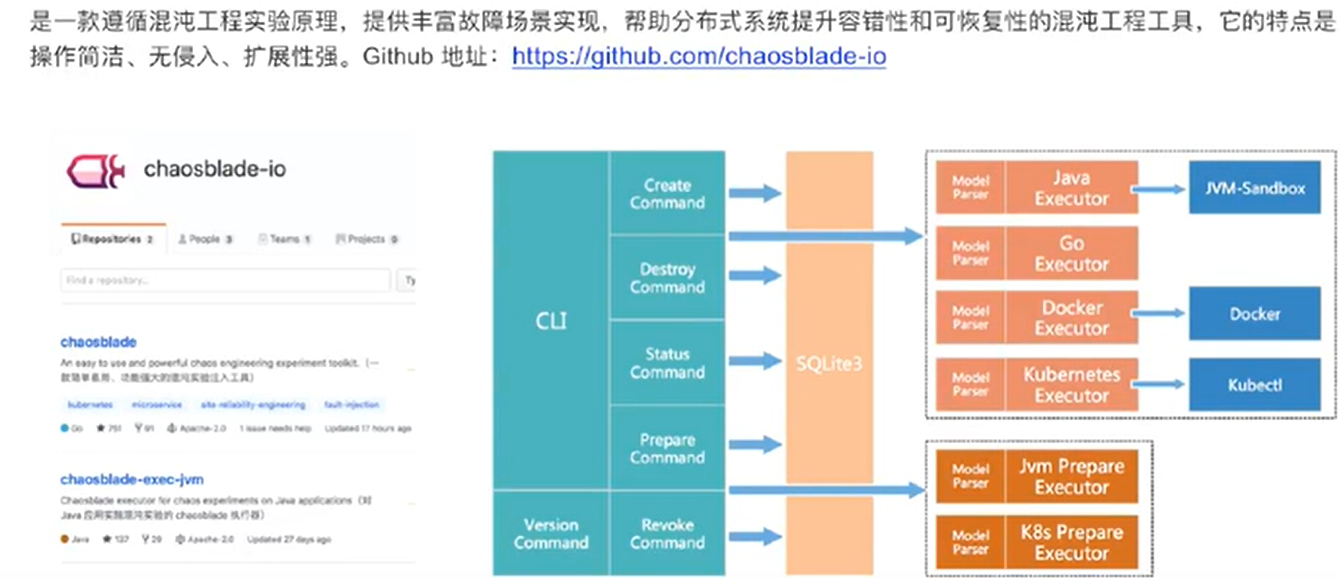 是一款遵循混沌工程实验原理，提供丰富故障场景实现，帮助分布式系统提升容错性和可恢复性的混沌工程工具，它的特点是
操作简洁、无侵入、扩展性强。Github 地址：https://github.com/chaosblade-io
chaosblade-io
Repositories 2 People 3 Teams 1 Projects 0
Find a repository... Ty
chaosblade
An easy to use and powerful chaos engineering experiment toolkit.（一
款简单易用、功能强大的混沌实验注入工具）
kubernetes microservice site-reliability-engineering fault-injection
Go 751 91 Apache-2.0 1 issue needs help Updated 17 hours ago
chaosblade-exec-jvm
Chaosblade executor for chaos experiments on Java applications（对
Java 应用实施混沌实验的 chaosblade 执行器）
Java 137 29 Apache-2.0 Updated 27 days ago
CLI
Version
Command
Create
Command
Destroy
Command
Status
Command
Prepare
Command
Revoke
Command
SQLite3
Model
Parser
Java
Executor
JVM-Sandbox
Model
Parser
Go
Executor
Model
Parser
Docker
Executor
Docker
Model
Parser
Kubernetes
Executor
Kubectl
Model
Parser
Jvm Prepare
Executor
Model
Parser
K8s Prepare
Executor